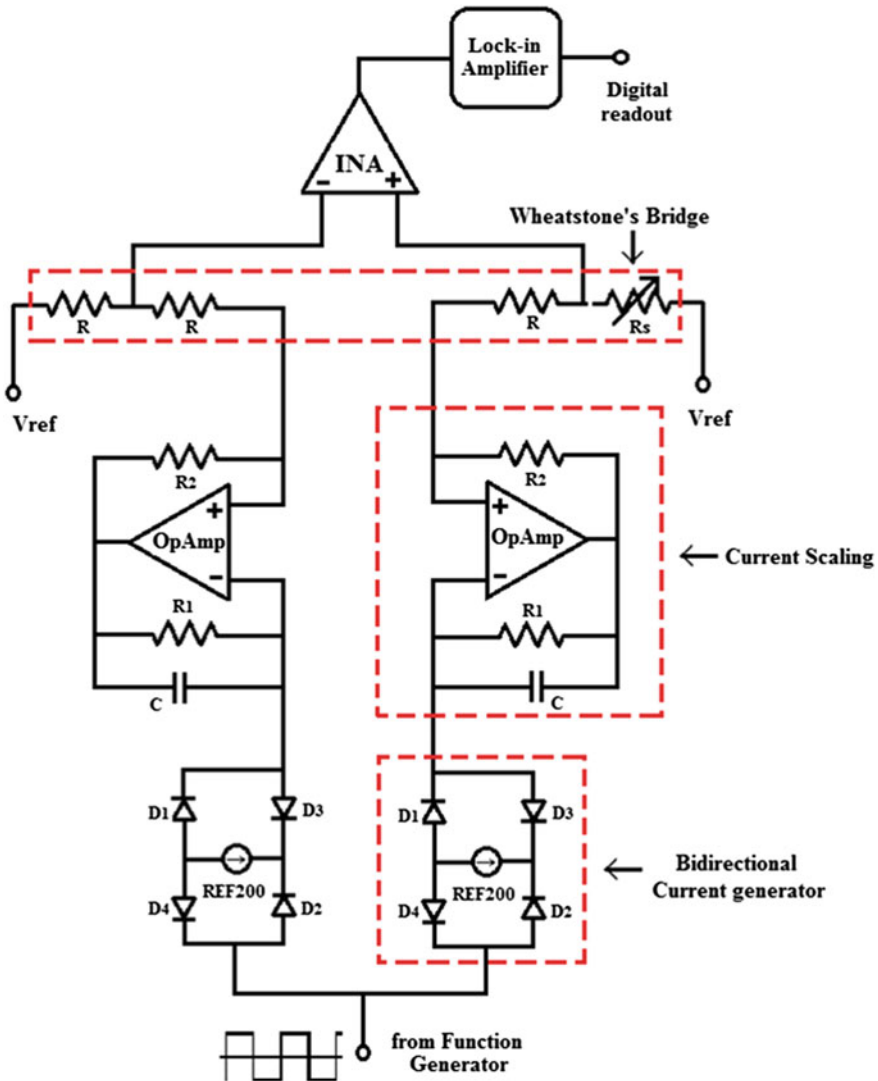 Lock-in
Amplifier
Digital
readout
INA
-
+
Wheatstone's Bridge
R
R
R
Rs
Vref
Vref
R2
R2
+
OpAmp
-
+
OpAmp
-
Current Scaling
R1
R1
C
C
D1
D3
D1
D3
REF200
REF200
Bidirectional
Current generator
D4
D2
D4
D2
from Function
Generator